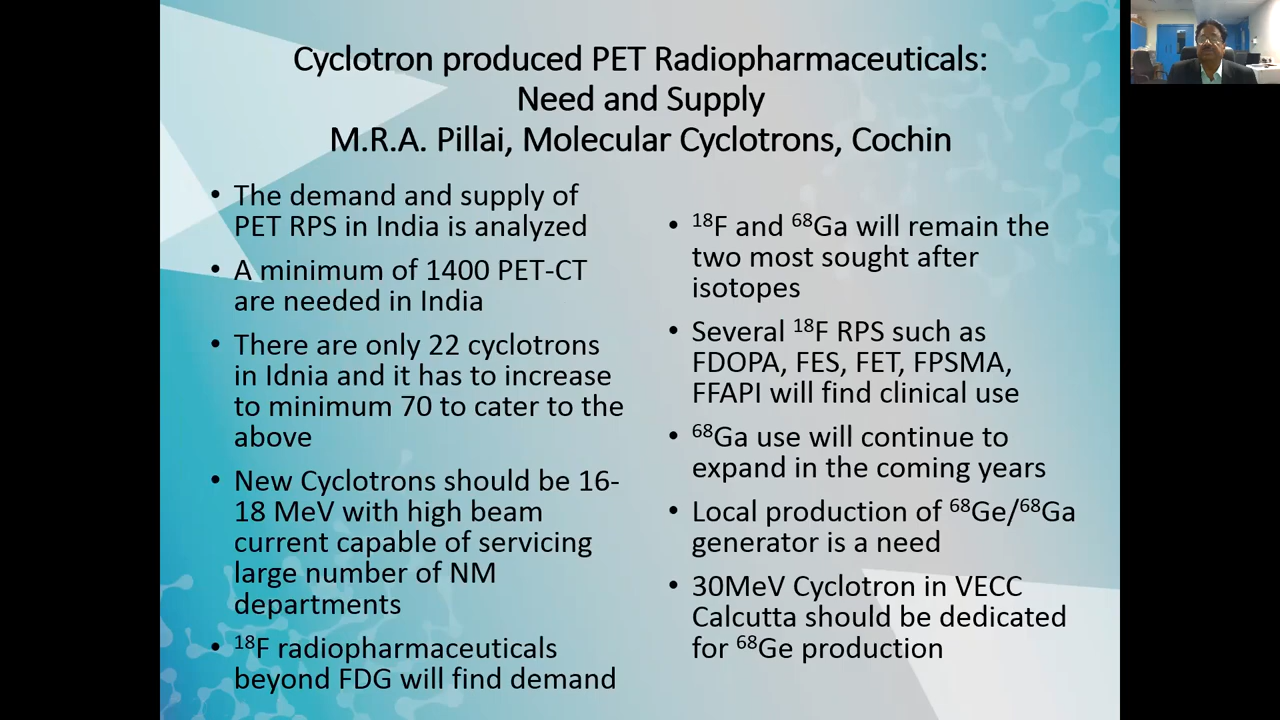 Cyclotron produced PET Radiopharmaceuticals:
Need and Supply
M.R.A. Pillai, Molecular Cyclotrons, Cochin
• The demand and supply of
PET RPS in India is analyzed
• A minimum of 1400 PET-CT
are needed in India
• There are only 22 cyclotrons
in Idnia and it has to increase
to minimum 70 to cater to the
above
• New Cyclotrons should be 16-
18 MeV with high beam
current capable of servicing
large number of NM
departments
• ¹⁸F radiopharmaceuticals
beyond FDG will find demand
• ¹⁸F and ⁶⁸Ga will remain the
two most sought after
isotopes
• Several ¹⁸F RPS such as
FDOPA, FES, FET, FPSMA,
FFAPI will find clinical use
• ⁶⁸Ga use will continue to
expand in the coming years
• Local production of ⁶⁸Ge/⁶⁸Ga
generator is a need
• 30MeV Cyclotron in VECC
Calcutta should be dedicated
for ⁶⁸Ge production